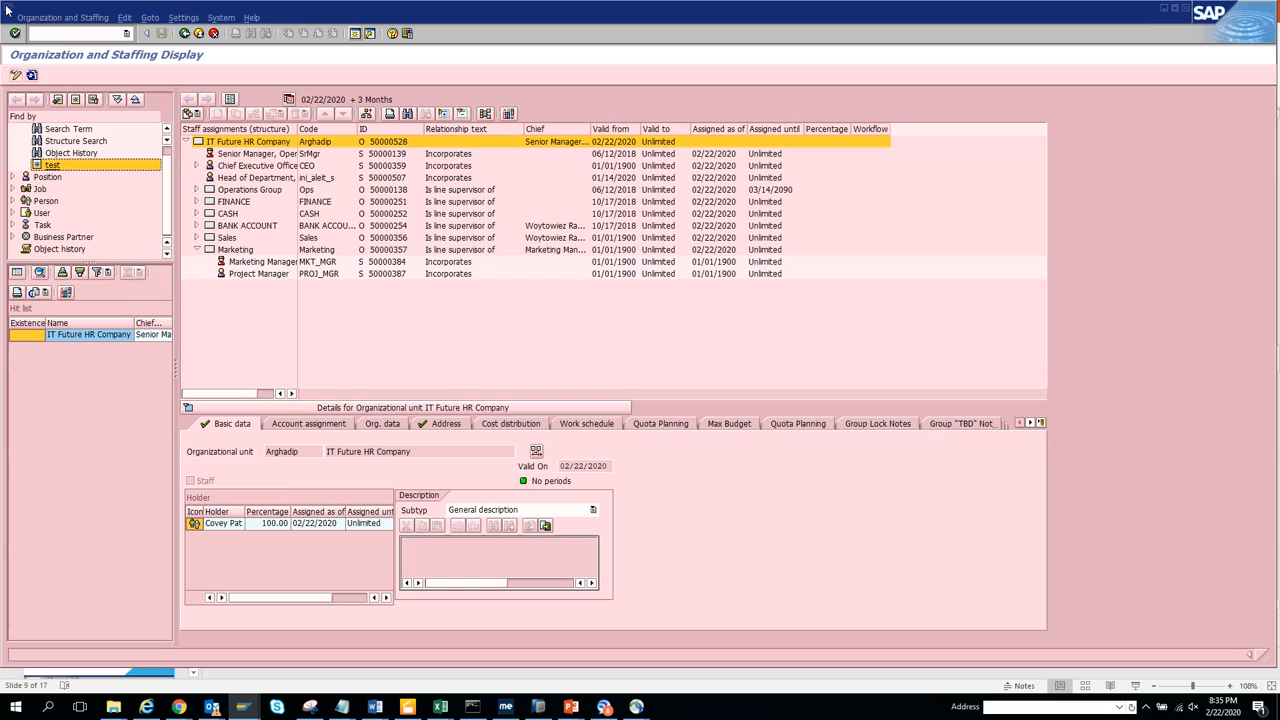 Organization and Staffing Edit Goto Settings System Help
SAP
Organization and Staffing Display
Find by
Search Term
Structure Search
Object History
test
Position
Job
Person
User
Task
Business Partner
Object history
Hit list
Existence Name Chief...
IT Future HR Company Senior Ma
02/22/2020 + 3 Months
Staff assignments (structure) Code ID Relationship text Chief Valid from Valid to Assigned as of Assigned until Percentage Workflow
IT Future HR Company Arghadip O 50000528 Senior Manager... 02/22/2020 Unlimited
Senior Manager, Oper SrMgr S 50000139 Incorporates 06/12/2018 Unlimited 02/22/2020 Unlimited
Chief Executive Office CEO S 50000359 Incorporates 01/01/1900 Unlimited 02/22/2020 Unlimited
Head of Department, ini_aleit_s S 50000507 Incorporates 01/14/2020 Unlimited 02/22/2020 Unlimited
Operations Group Ops O 50000138 Is line supervisor of 06/12/2018 Unlimited 02/22/2020 03/14/2090
FINANCE FINANCE O 50000251 Is line supervisor of 10/17/2018 Unlimited 02/22/2020 Unlimited
CASH CASH O 50000252 Is line supervisor of 10/17/2018 Unlimited 02/22/2020 Unlimited
BANK ACCOUNT BANK ACCOU... O 50000254 Is line supervisor of Woytowiez Ra... 10/17/2018 Unlimited 02/22/2020 Unlimited
Sales Sales O 50000356 Is line supervisor of Woytowiez Ra... 01/01/1900 Unlimited 02/22/2020 Unlimited
Marketing Marketing O 50000357 Is line supervisor of Marketing Man... 01/01/1900 Unlimited 02/22/2020 Unlimited
Marketing Manager MKT_MGR S 50000384 Incorporates 01/01/1900 Unlimited 01/01/1900 Unlimited
Project Manager PROJ_MGR S 50000387 Incorporates 01/01/1900 Unlimited 01/01/1900 Unlimited
Details for Organizational unit IT Future HR Company
Basic data Account assignment Org. data Address Cost distribution Work schedule Quota Planning Max Budget Quota Planning Group Lock Notes Group "TBD" Not
Organizational unit Arghadip IT Future HR Company
Valid On 02/22/2020
Staff No periods
Holder
Icon Holder Percentage Assigned as of Assigned unt
Covey Pat 100.00 02/22/2020 Unlimited
Description
Subtype General description
Slide 9 of 17 Notes 108%
Address 8:35 PM
2/22/2020